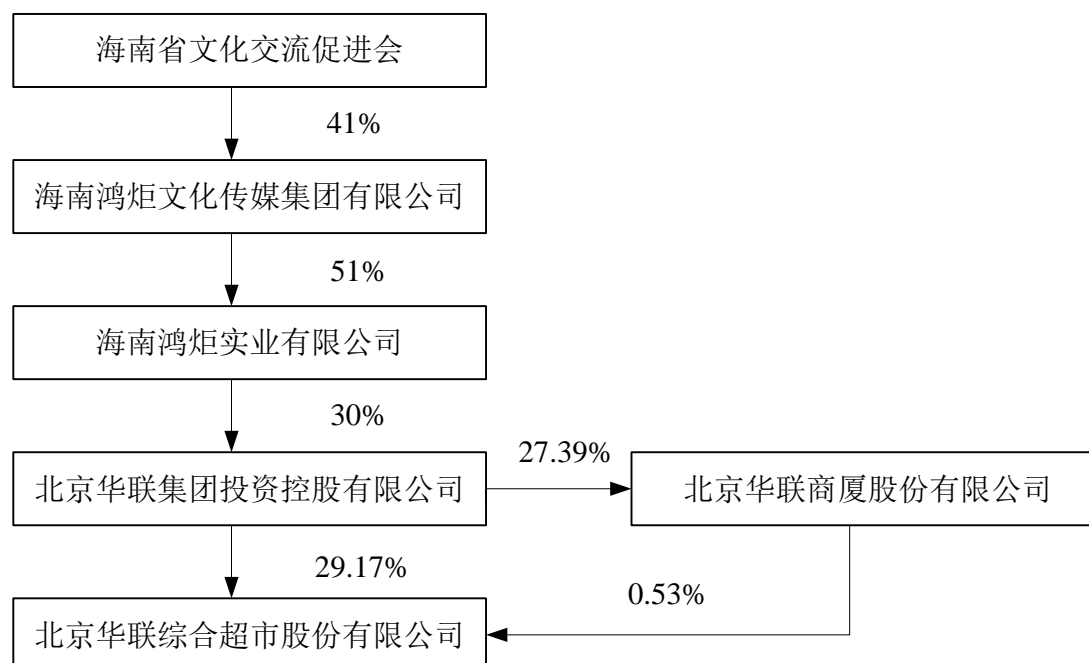 海南省文化交流促进会
41%
海南鸿炬文化传媒集团有限公司
51%
海南鸿炬实业有限公司
30%
27.39%
北京华联集团投资控股有限公司
北京华联商厦股份有限公司
29.17%
0.53%
北京华联综合超市股份有限公司